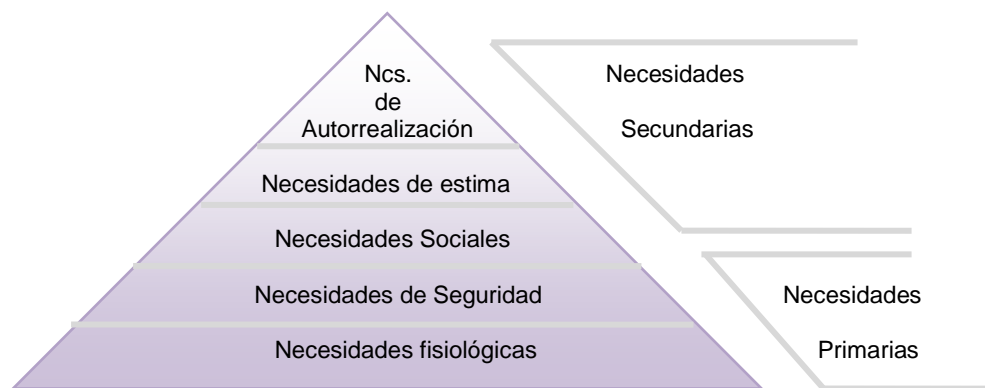 Ncs.
de
Autorrealización
Necesidades de estima
Necesidades Sociales
Necesidades de Seguridad
Necesidades fisiológicas
Necesidades
Secundarias
Necesidades
Primarias